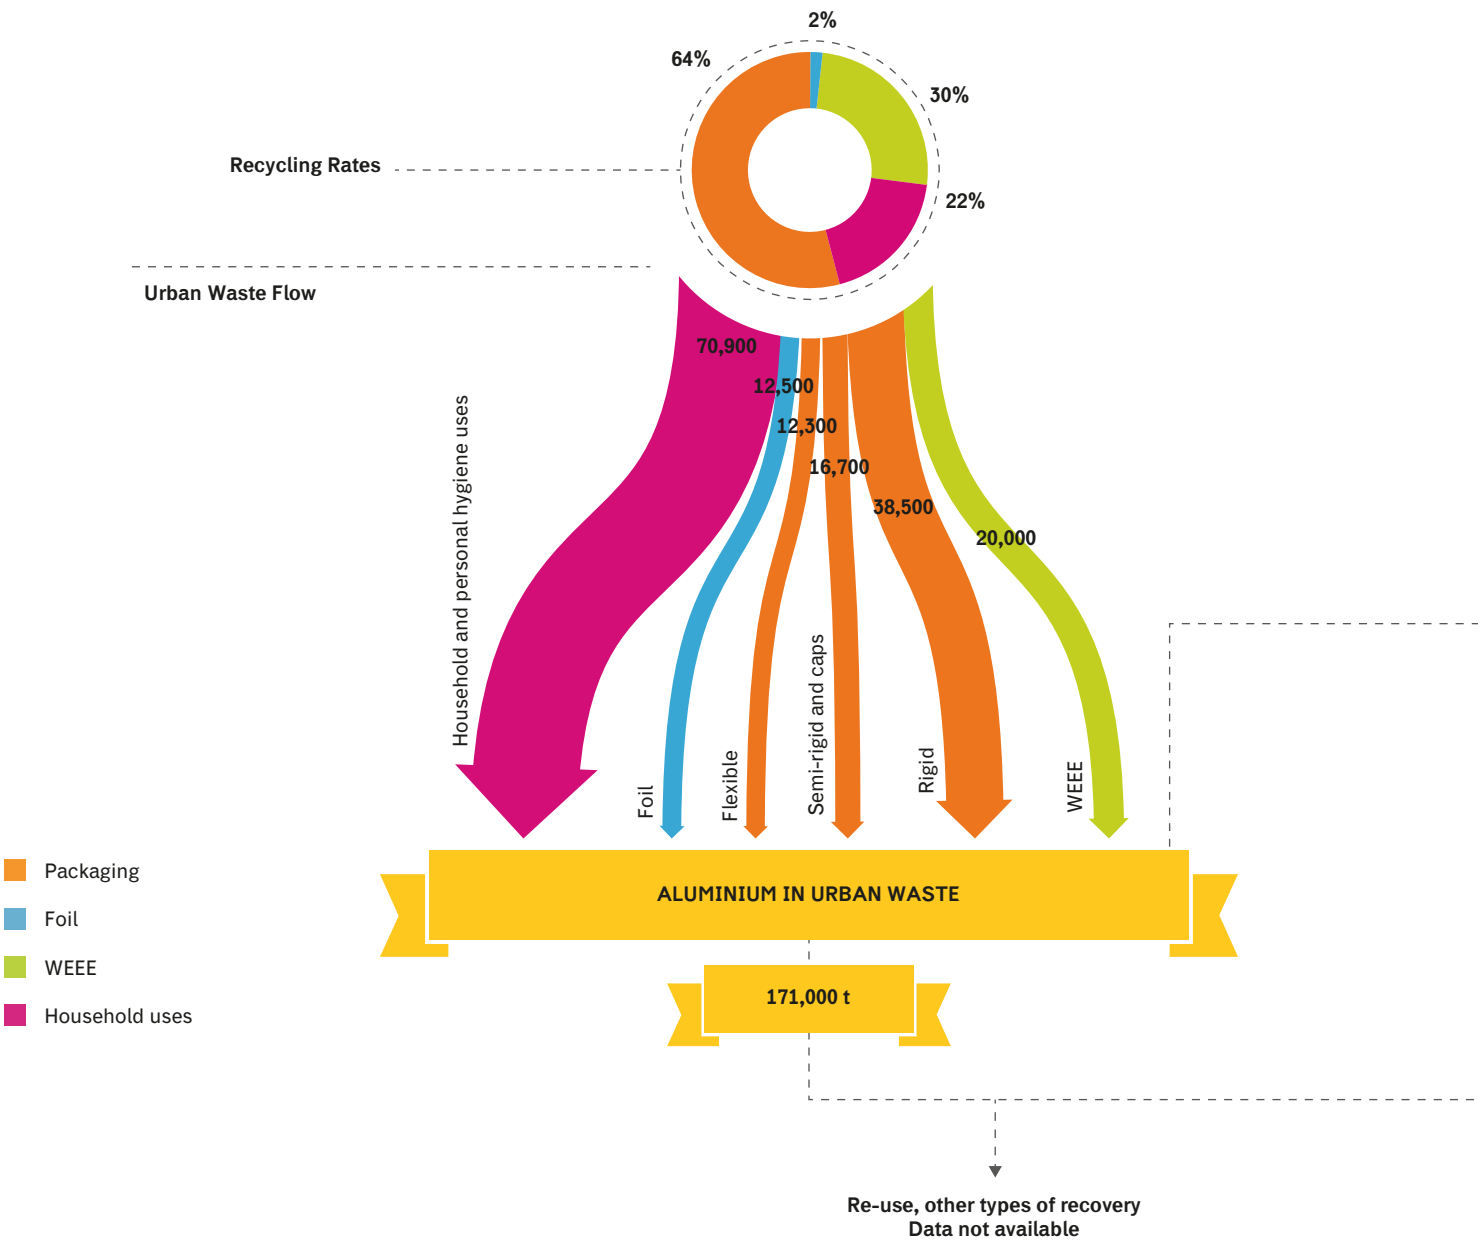 2%
64%
30%
Recycling Rates
22%
Urban Waste Flow
70,900
12,500
12,300
16,700
38,500
20,000
Household and personal hygiene uses
Foil
Flexible
Semi-rigid and caps
Rigid
WEEE
Packaging
Foil
WEEE
Household uses
ALUMINIUM IN URBAN WASTE
171,000 t
Re-use, other types of recovery
Data not available